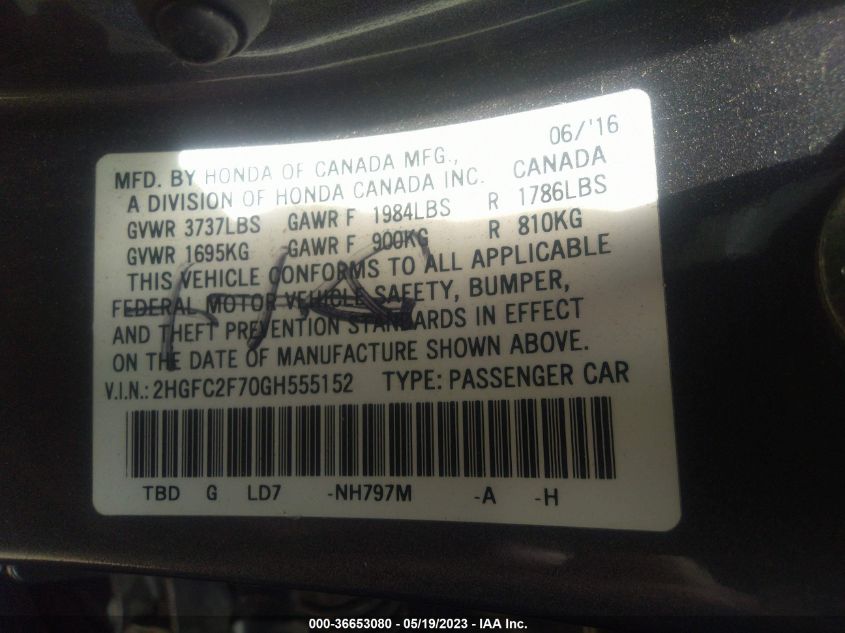 06/'16
MFD. BY HONDA OF CANADA MFG., CANADA
A DIVISION OF HONDA CANADA INC.
GVWR 3737LBS GAWR F 1984LBS R 1786LBS
GVWR 1695KG GAWR F 900KG R 810KG
THIS VEHICLE CONFORMS TO ALL APPLICABLE
FEDERAL MOTOR VEHICLE SAFETY, BUMPER,
AND THEFT PREVENTION STANDARDS IN EFFECT
ON THE DATE OF MANUFACTURE SHOWN ABOVE.
V.I.N.: 2HGFC2F70GH555152 TYPE: PASSENGER CAR
TBD G LD7 -NH797M -A -H
000-36653080 - 05/19/2023 - IAA Inc.